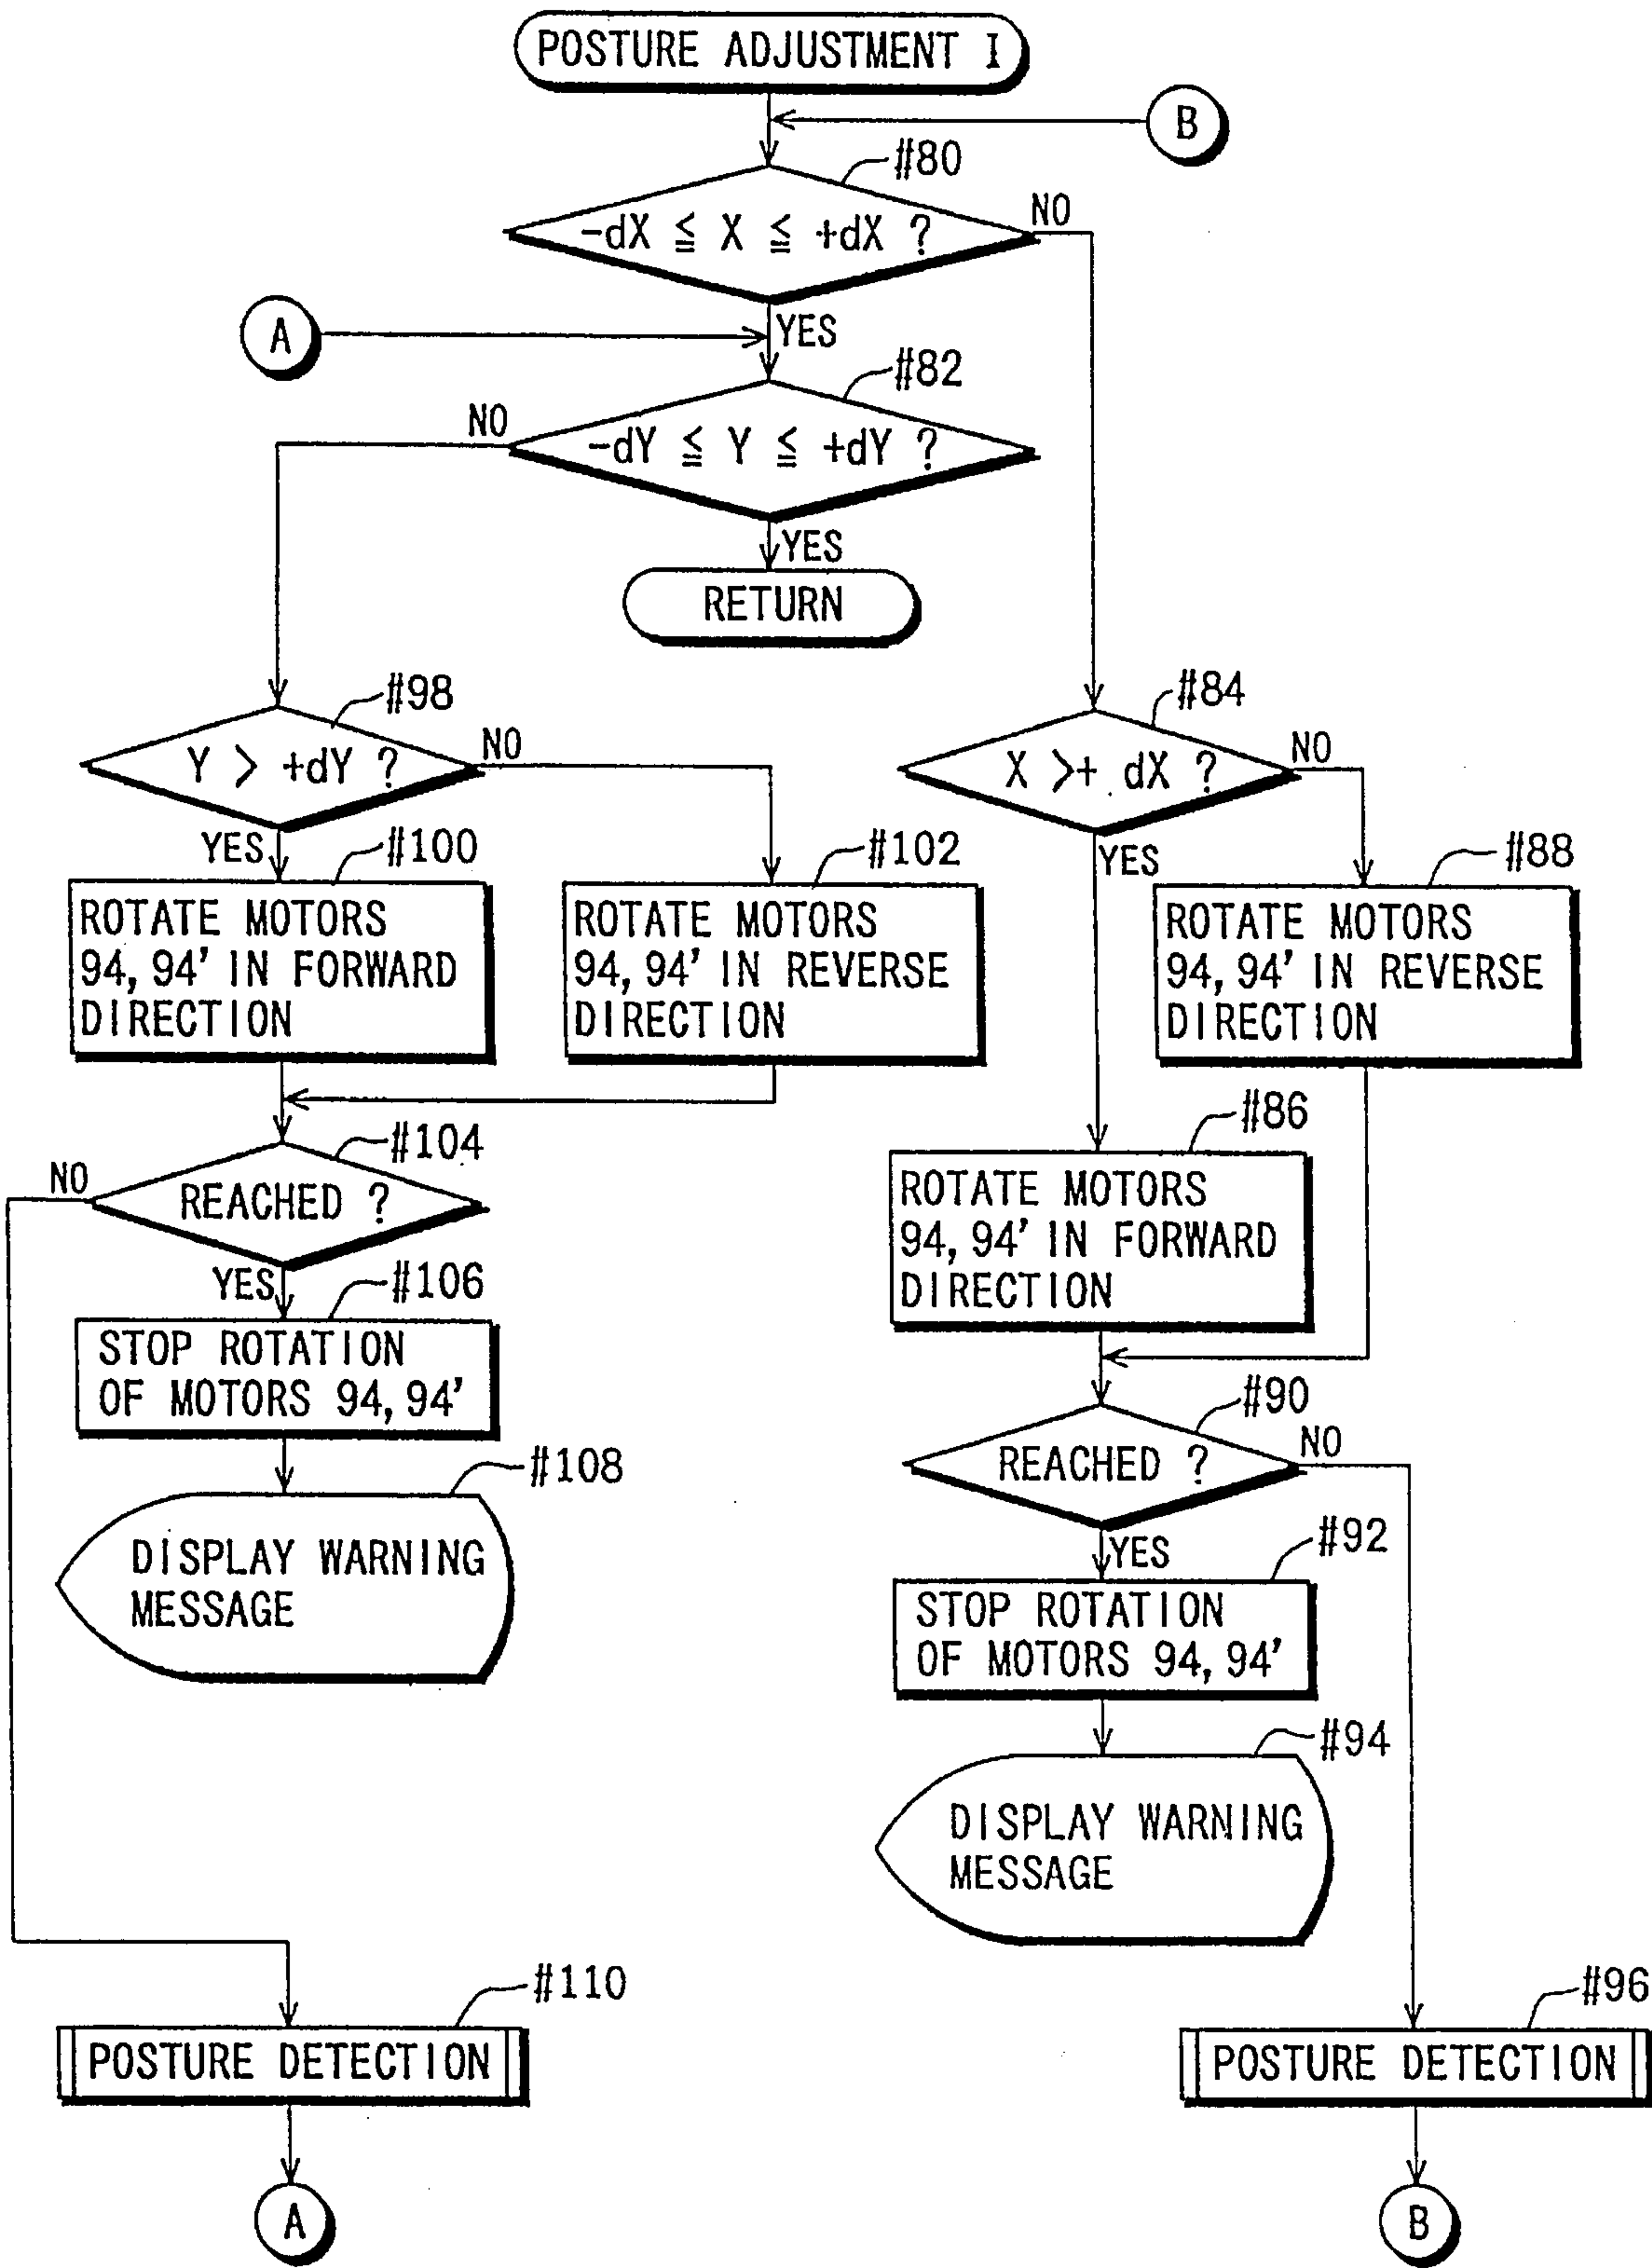 POSTURE ADJUSTMENT I
B
#80
-dX ≦ X ≦ +dX ?
NO
A
YES
#82
NO
-dY ≦ Y ≦ +dY ?
YES
RETURN
#98
Y > +dY ?
NO
YES
#100
ROTATE MOTORS
94, 94' IN FORWARD
DIRECTION
#102
ROTATE MOTORS
94, 94' IN REVERSE
DIRECTION
#84
X >+ dX ?
NO
YES
#88
ROTATE MOTORS
94, 94' IN REVERSE
DIRECTION
#86
ROTATE MOTORS
94, 94' IN FORWARD
DIRECTION
#104
NO
REACHED ?
YES
#106
STOP ROTATION
OF MOTORS 94, 94'
#108
DISPLAY WARNING
MESSAGE
#90
REACHED ?
NO
YES
#92
STOP ROTATION
OF MOTORS 94, 94'
#94
DISPLAY WARNING
MESSAGE
#110
POSTURE DETECTION
A
#96
POSTURE DETECTION
B